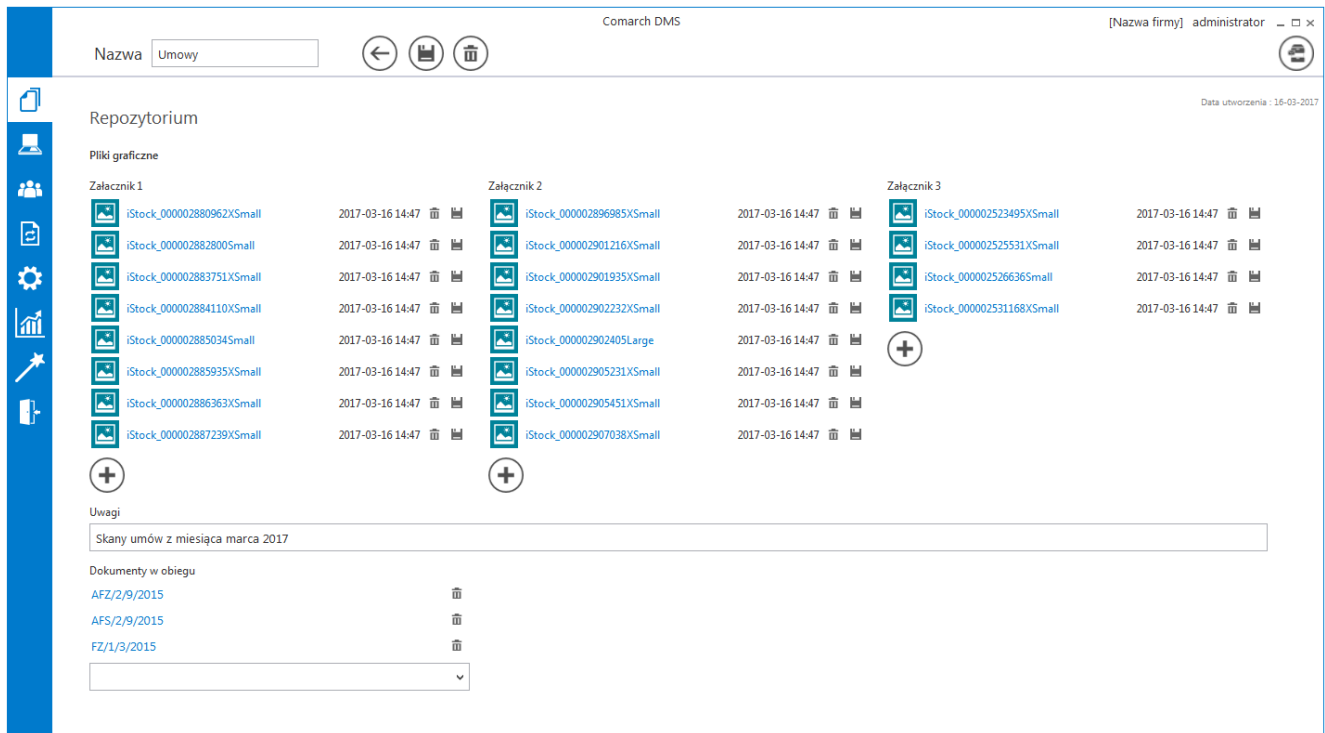 Comarch DMS
[Nazwa firmy] administrator
Nazwa Umowy
Data utworzenia : 16-03-2017
Repozytorium
Pliki graficzne
Załacznik 1
iStock_000002880962XSmall 2017-03-16 14:47
iStock_000002882800Small 2017-03-16 14:47
iStock_000002883751XSmall 2017-03-16 14:47
iStock_000002884110XSmall 2017-03-16 14:47
iStock_000002885034Small 2017-03-16 14:47
iStock_000002885935XSmall 2017-03-16 14:47
iStock_000002886363XSmall 2017-03-16 14:47
iStock_000002887239XSmall 2017-03-16 14:47
Załącznik 2
iStock_000002896985XSmall 2017-03-16 14:47
iStock_000002901216XSmall 2017-03-16 14:47
iStock_000002901935XSmall 2017-03-16 14:47
iStock_000002902232XSmall 2017-03-16 14:47
iStock_000002902405Large 2017-03-16 14:47
iStock_000002905231XSmall 2017-03-16 14:47
iStock_000002905451XSmall 2017-03-16 14:47
iStock_000002907038XSmall 2017-03-16 14:47
Załącznik 3
iStock_000002523495XSmall 2017-03-16 14:47
iStock_000002525531XSmall 2017-03-16 14:47
iStock_000002526636Small 2017-03-16 14:47
iStock_000002531168XSmall 2017-03-16 14:47
Uwagi
Skany umów z miesiąca marca 2017
Dokumenty w obiegu
AFZ/2/9/2015
AFS/2/9/2015
FZ/1/3/2015